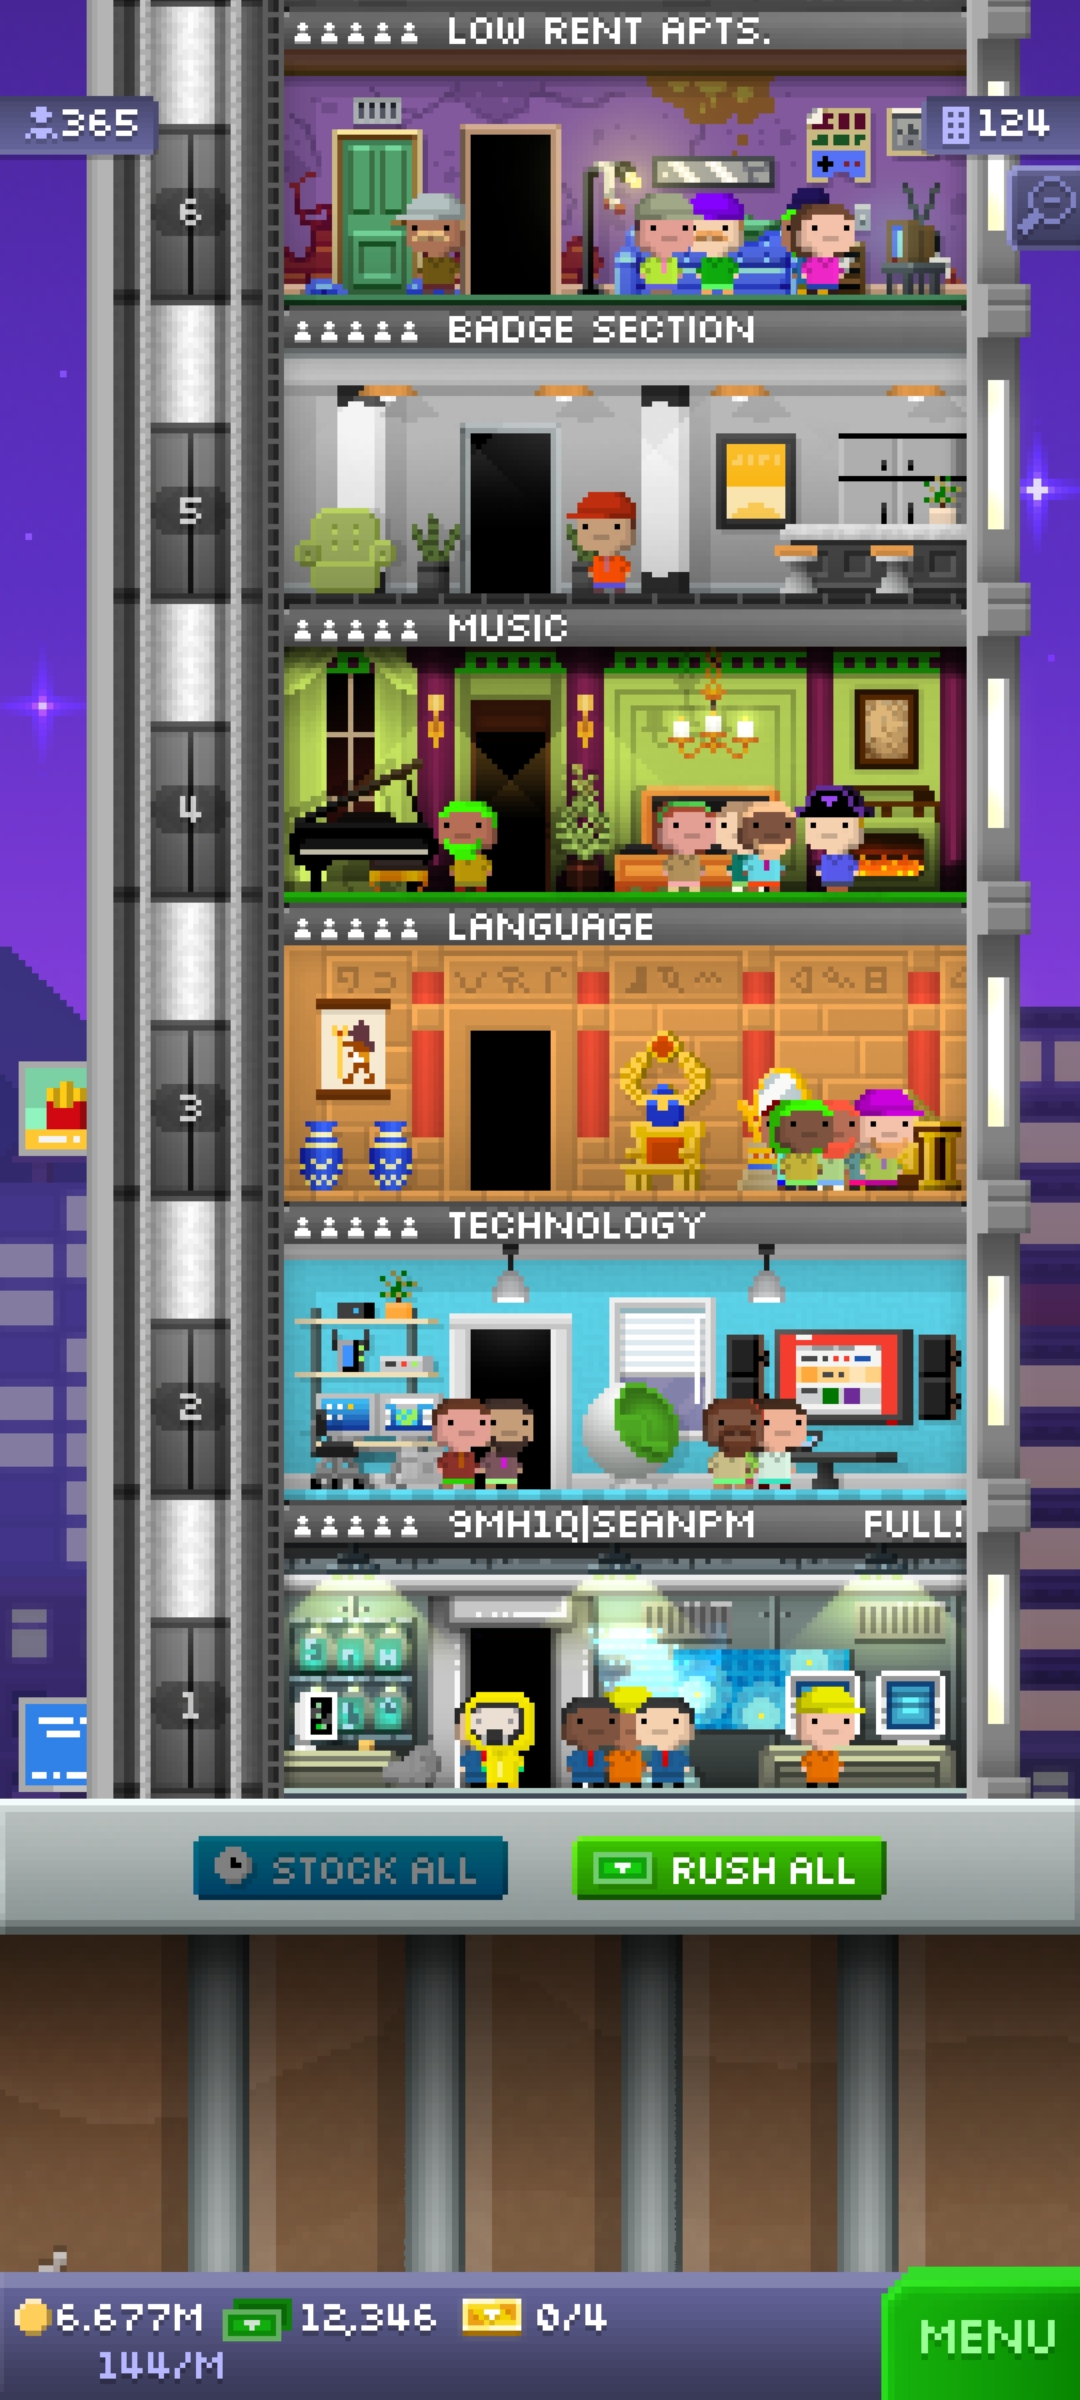 LOW RENT APTS.
365
124
6
BADGE SECTION
5
MUSIC
4
LANGUAGE
3
TECHNOLOGY
2
9MH1Q|SEANPM FULL!
1
STOCK ALL
RUSH ALL
6.677M 12,346 0/4
144/M
MENU